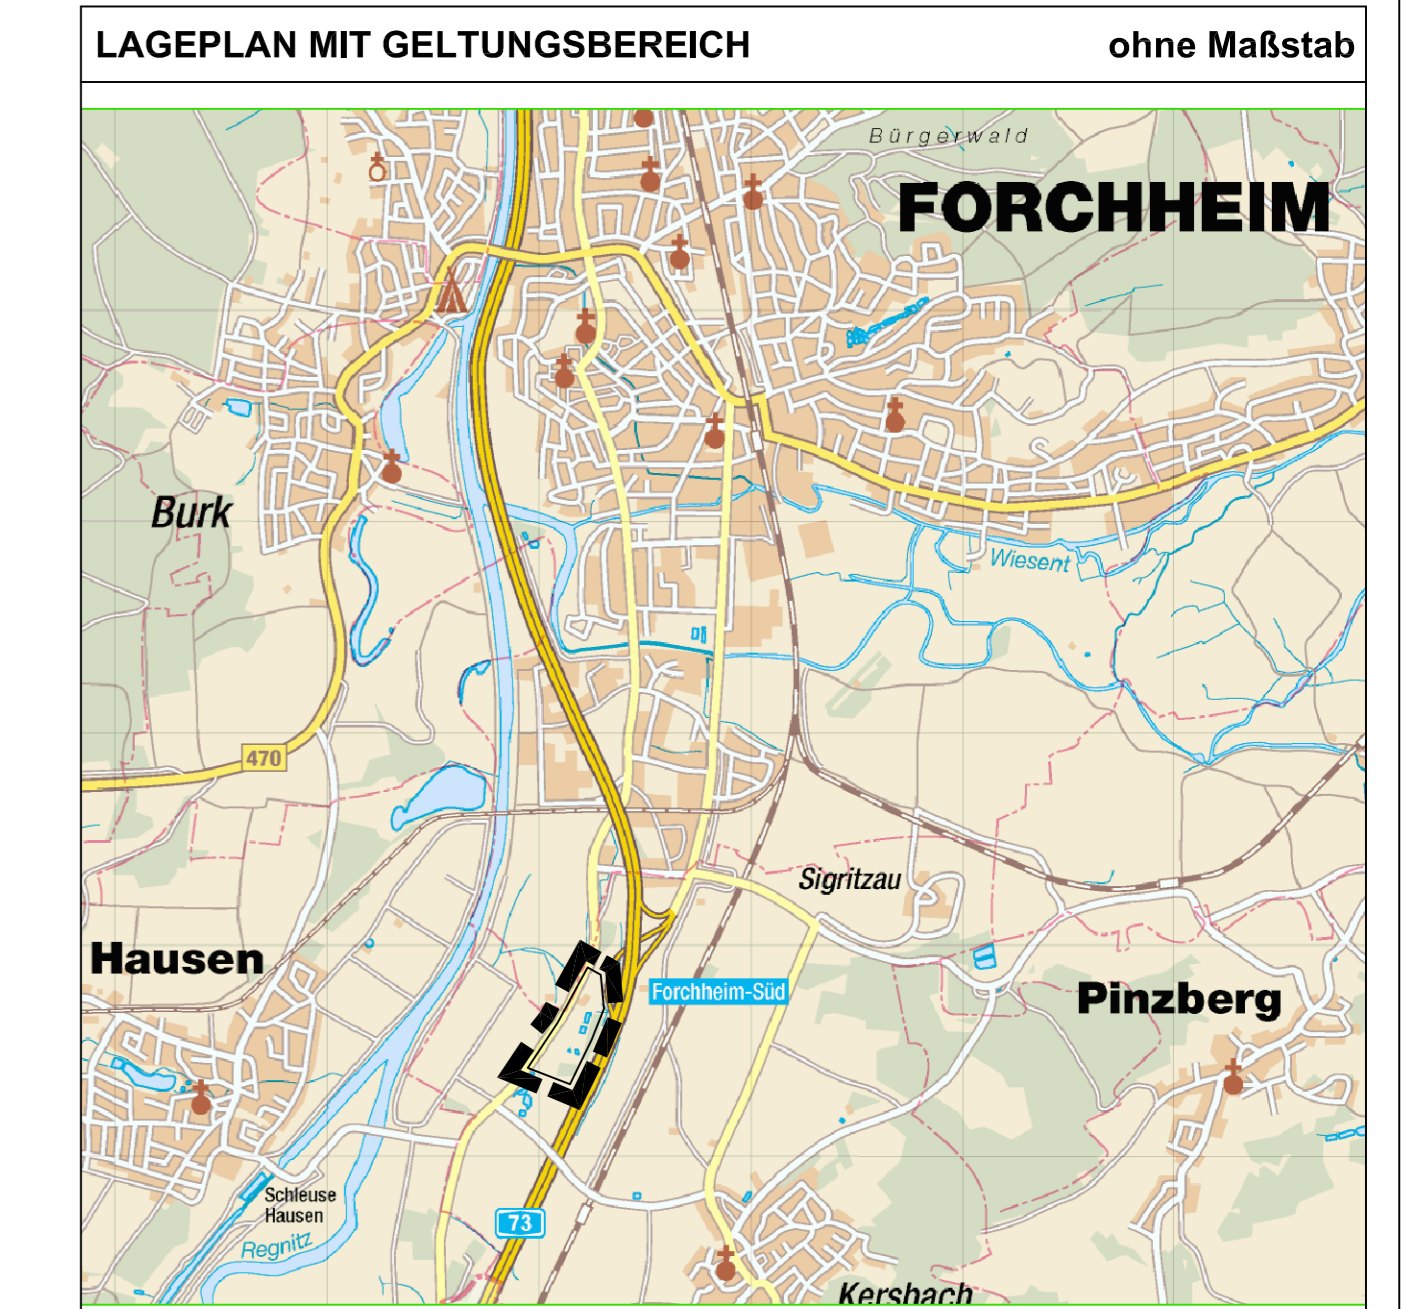 LAGEPLAN MIT GELTUNGSBEREICH ohne Maßstab
Bürgerwald
FORCHHEIM
Burk
Wiesent
470
Sigritzau
Hausen
Forchheim-Süd
Pinzberg
Schleuse
Hausen
73
Regnitz
Kersbach